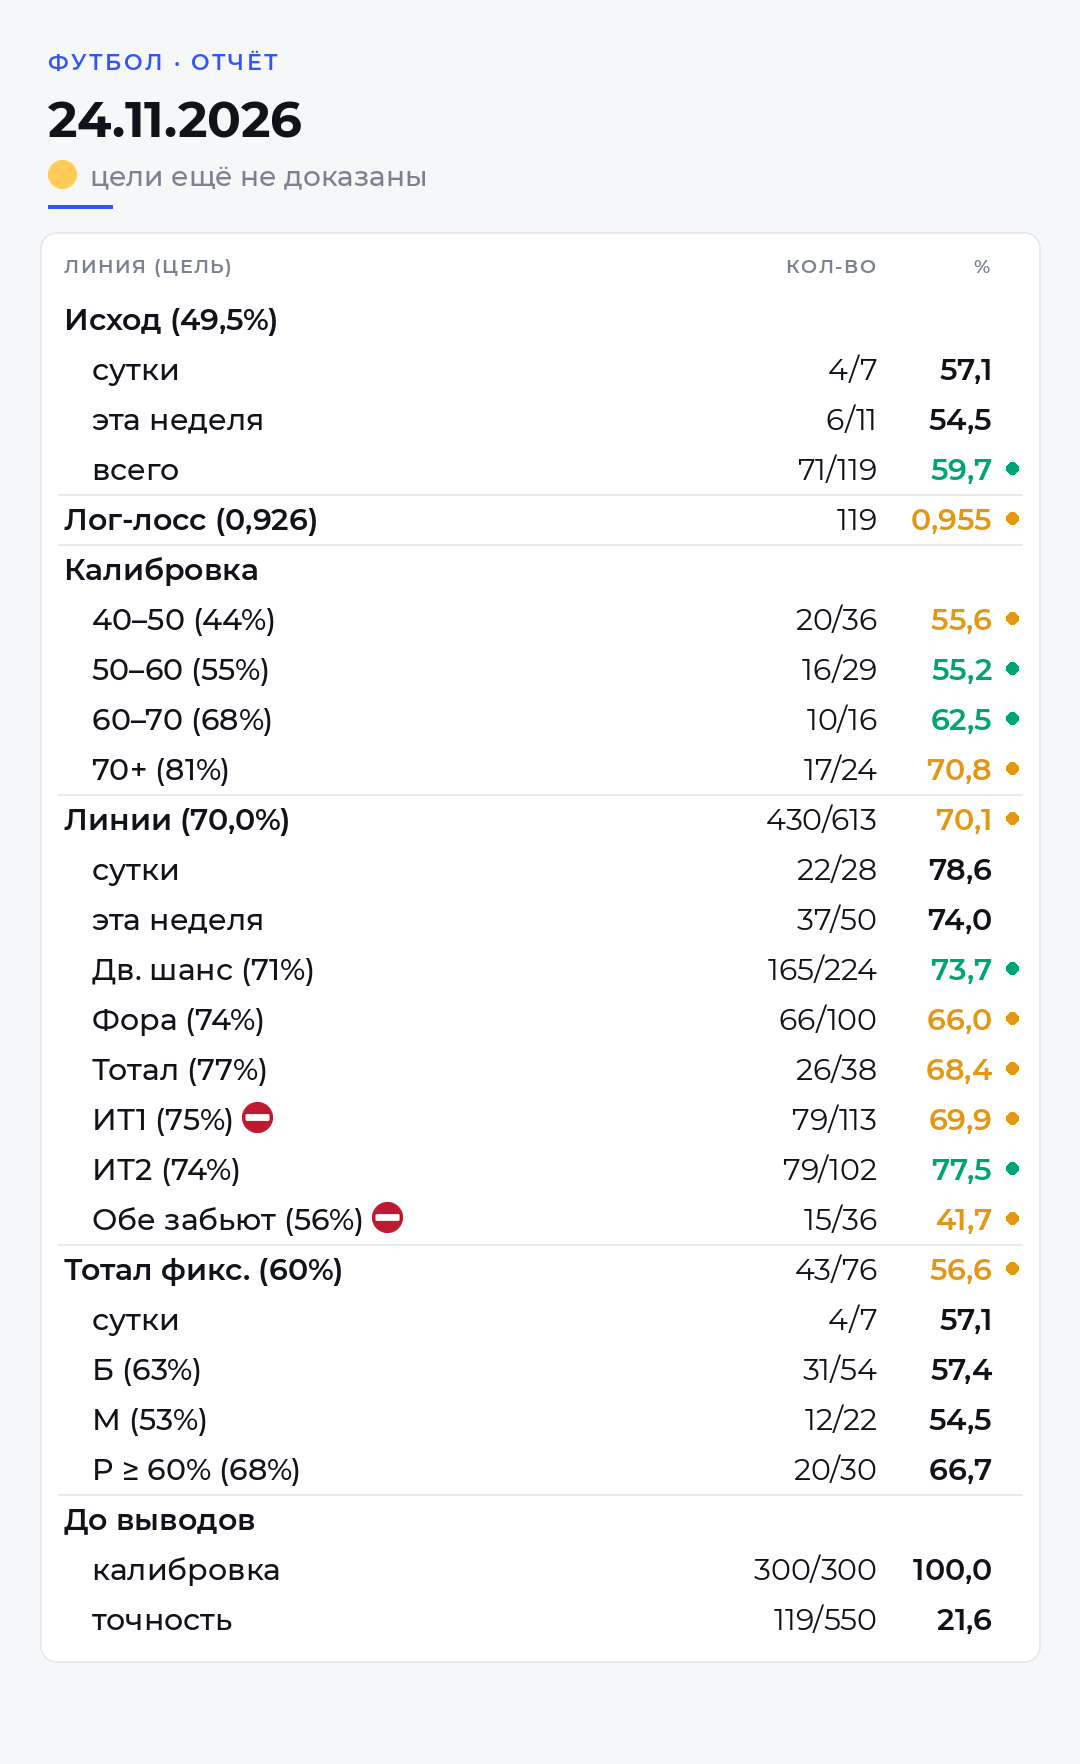 ФУТБОЛ · ОТЧЁТ
24.11.2026
цели ещё не доказаны
ЛИНИЯ (ЦЕЛЬ) КОЛ-ВО %
Исход (49,5%)
сутки 4/7 57,1
эта неделя 6/11 54,5
всего 71/119 59,7
Лог-лосс (0,926) 119 0,955
Калибровка
40–50 (44%) 20/36 55,6
50–60 (55%) 16/29 55,2
60–70 (68%) 10/16 62,5
70+ (81%) 17/24 70,8
Линии (70,0%) 430/613 70,1
сутки 22/28 78,6
эта неделя 37/50 74,0
Дв. шанс (71%) 165/224 73,7
Фора (74%) 66/100 66,0
Тотал (77%) 26/38 68,4
ИТ1 (75%) 79/113 69,9
ИТ2 (74%) 79/102 77,5
Обе забьют (56%) 15/36 41,7
Тотал фикс. (60%) 43/76 56,6
сутки 4/7 57,1
Б (63%) 31/54 57,4
М (53%) 12/22 54,5
P ≥ 60% (68%) 20/30 66,7
До выводов
калибровка 300/300 100,0
точность 119/550 21,6